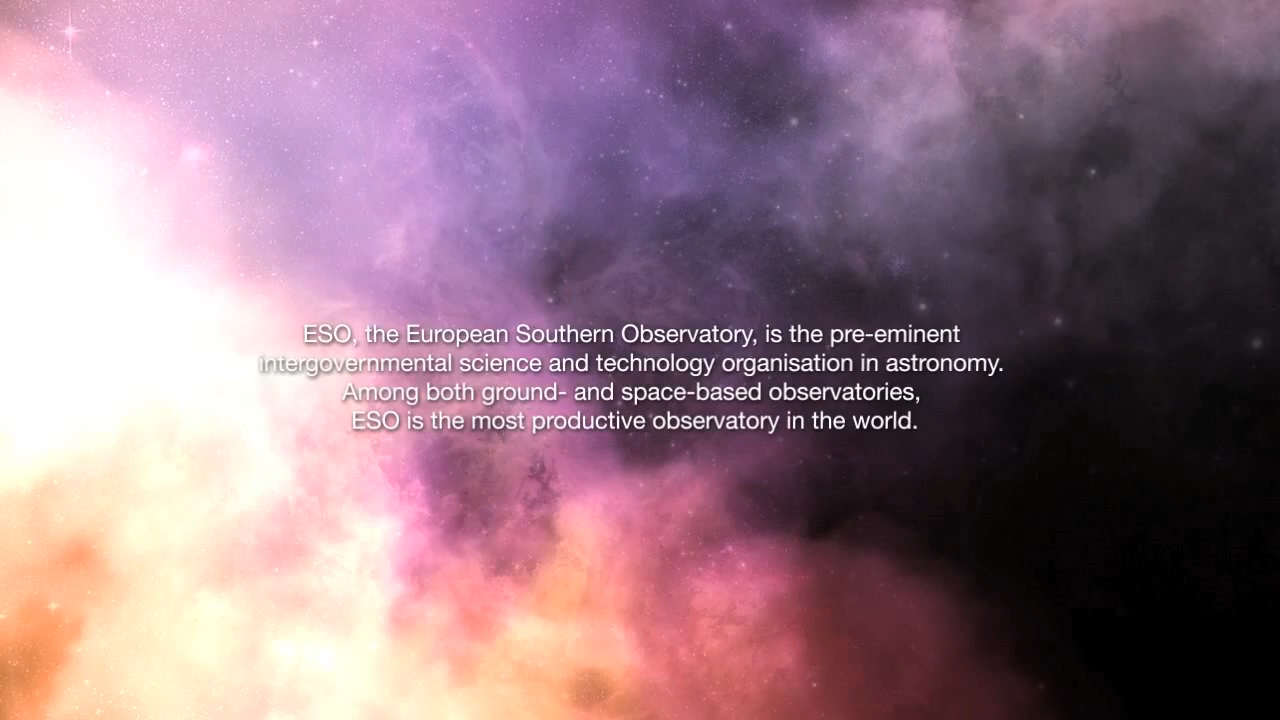 ESO, the European Southern Observatory, is the pre-eminent
intergovernmental science and technology organisation in astronomy.
Among both ground- and space-based observatories,
ESO is the most productive observatory in the world.